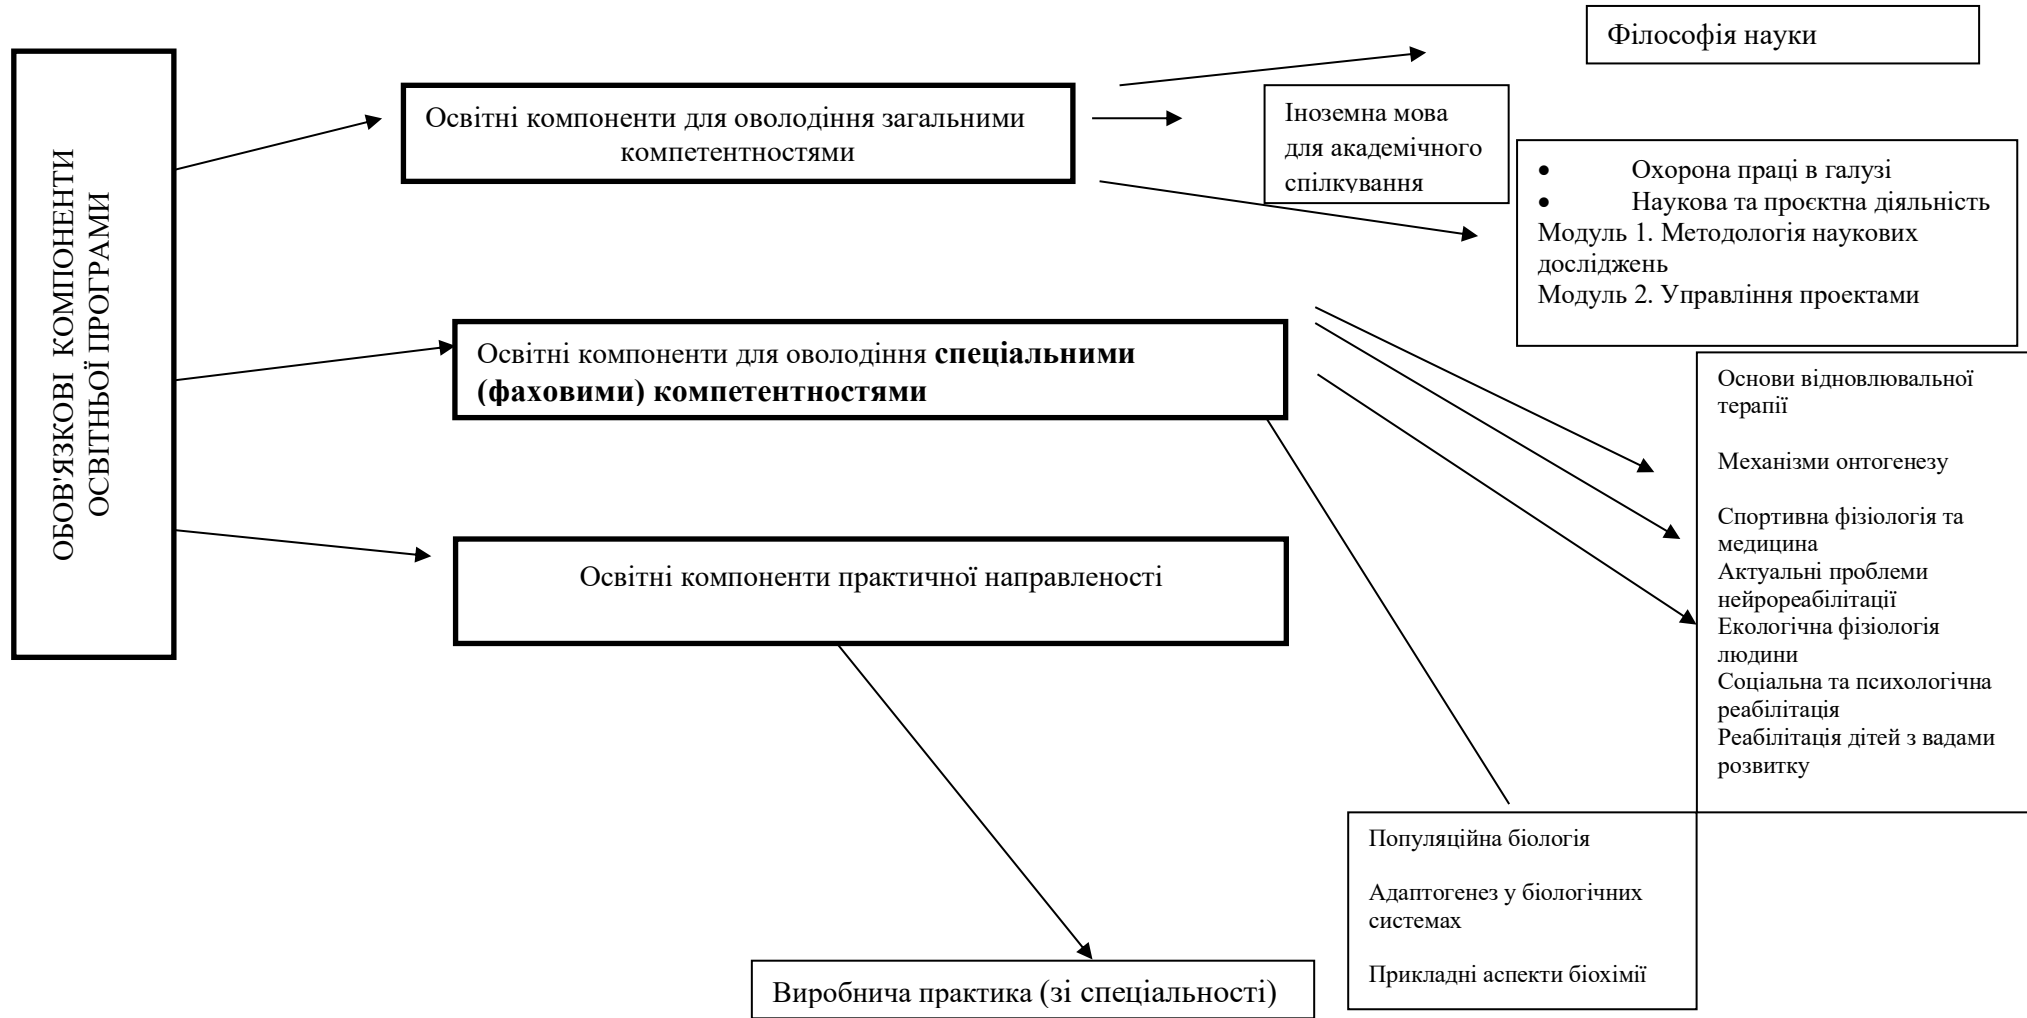 ОБОВ'ЯЗКОВІ КОМПОНЕНТИ
ОСВІТНЬОЇ ПРОГРАМИ
Освітні компоненти для оволодіння загальними
компетентностями
Філософія науки
Іноземна мова
для академічного
спілкування
• Охорона праці в галузі
• Наукова та проєктна діяльність
Модуль 1. Методологія наукових
досліджень
Модуль 2. Управління проектами
Освітні компоненти для оволодіння спеціальними
(фаховими) компетентностями
Основи відновлювальної
терапії
Механізми онтогенезу
Спортивна фізіологія та
медицина
Актуальні проблеми
нейрореабілітації
Екологічна фізіологія
людини
Соціальна та психологічна
реабілітація
Реабілітація дітей з вадами
розвитку
Популяційна біологія
Адаптогенез у біологічних
системах
Прикладні аспекти біохімії
Освітні компоненти практичної направленості
Виробнича практика (зі спеціальності)